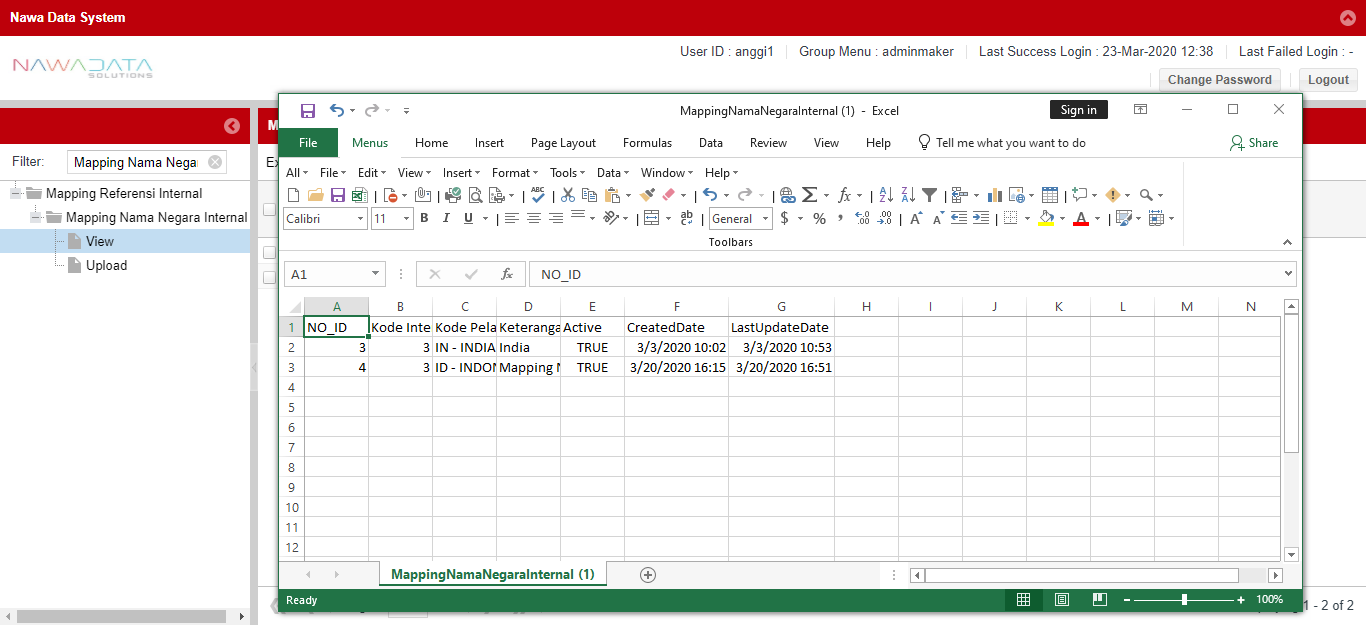 Nawa Data System
User ID : anggi1 Group Menu : adminmaker Last Success Login : 23-Mar-2020 12:38 Last Failed Login : -
NAWADATA
SOLUTIONS
Change Password Logout
MappingNamaNegaraInternal (1) - Excel Sign in
File Menus Home Insert Page Layout Formulas Data Review View Help Tell me what you want to do Share
Filter: Mapping Nama Nega
Mapping Referensi Internal
Mapping Nama Negara Internal
View
Upload
All File Edit View Insert Format Tools Data Window Help
Calibri 11 B I U ab General $ %
Toolbars
A1 fx NO_ID
A B C D E F G H I J K L M N
1 NO_ID Kode Inte Kode Pela Keteranga Active CreatedDate LastUpdateDate
2 3 3 IN - INDIA India TRUE 3/3/2020 10:02 3/3/2020 10:53
3 4 3 ID - INDON Mapping N TRUE 3/20/2020 16:15 3/20/2020 16:51
4
5
6
7
8
9
10
11
12
MappingNamaNegaraInternal (1)
Ready 100%
1 - 2 of 2